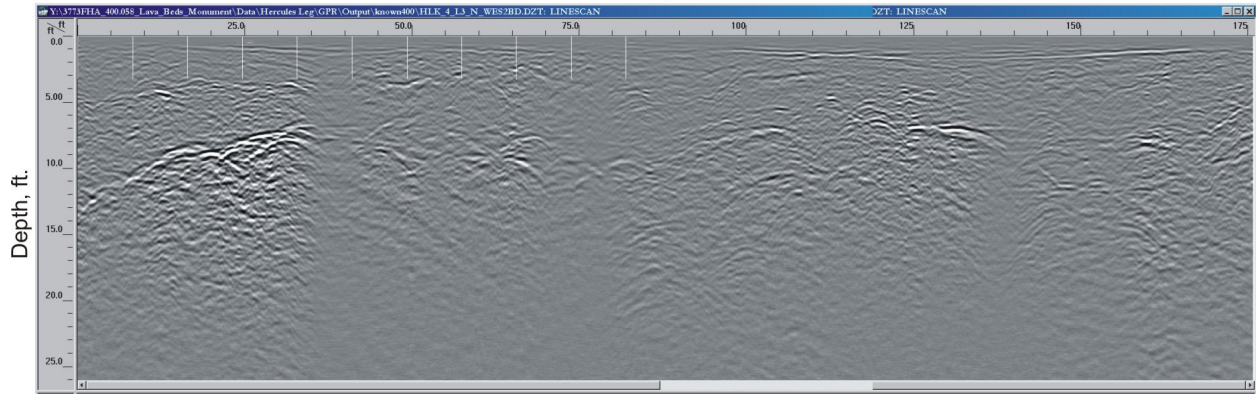 Y:\3773FHA_400.058_Lava_Beds_Monument\Data\Hercules Leg\GPR\Output\known400\HLK_4_L3_N_WES2BD.DZT: LINESCAN DZT: LINESCAN
ft ft 25.0 50.0 75.0 100 125 150 175
0.0
5.00
10.0
15.0
20.0
25.0
Depth, ft.